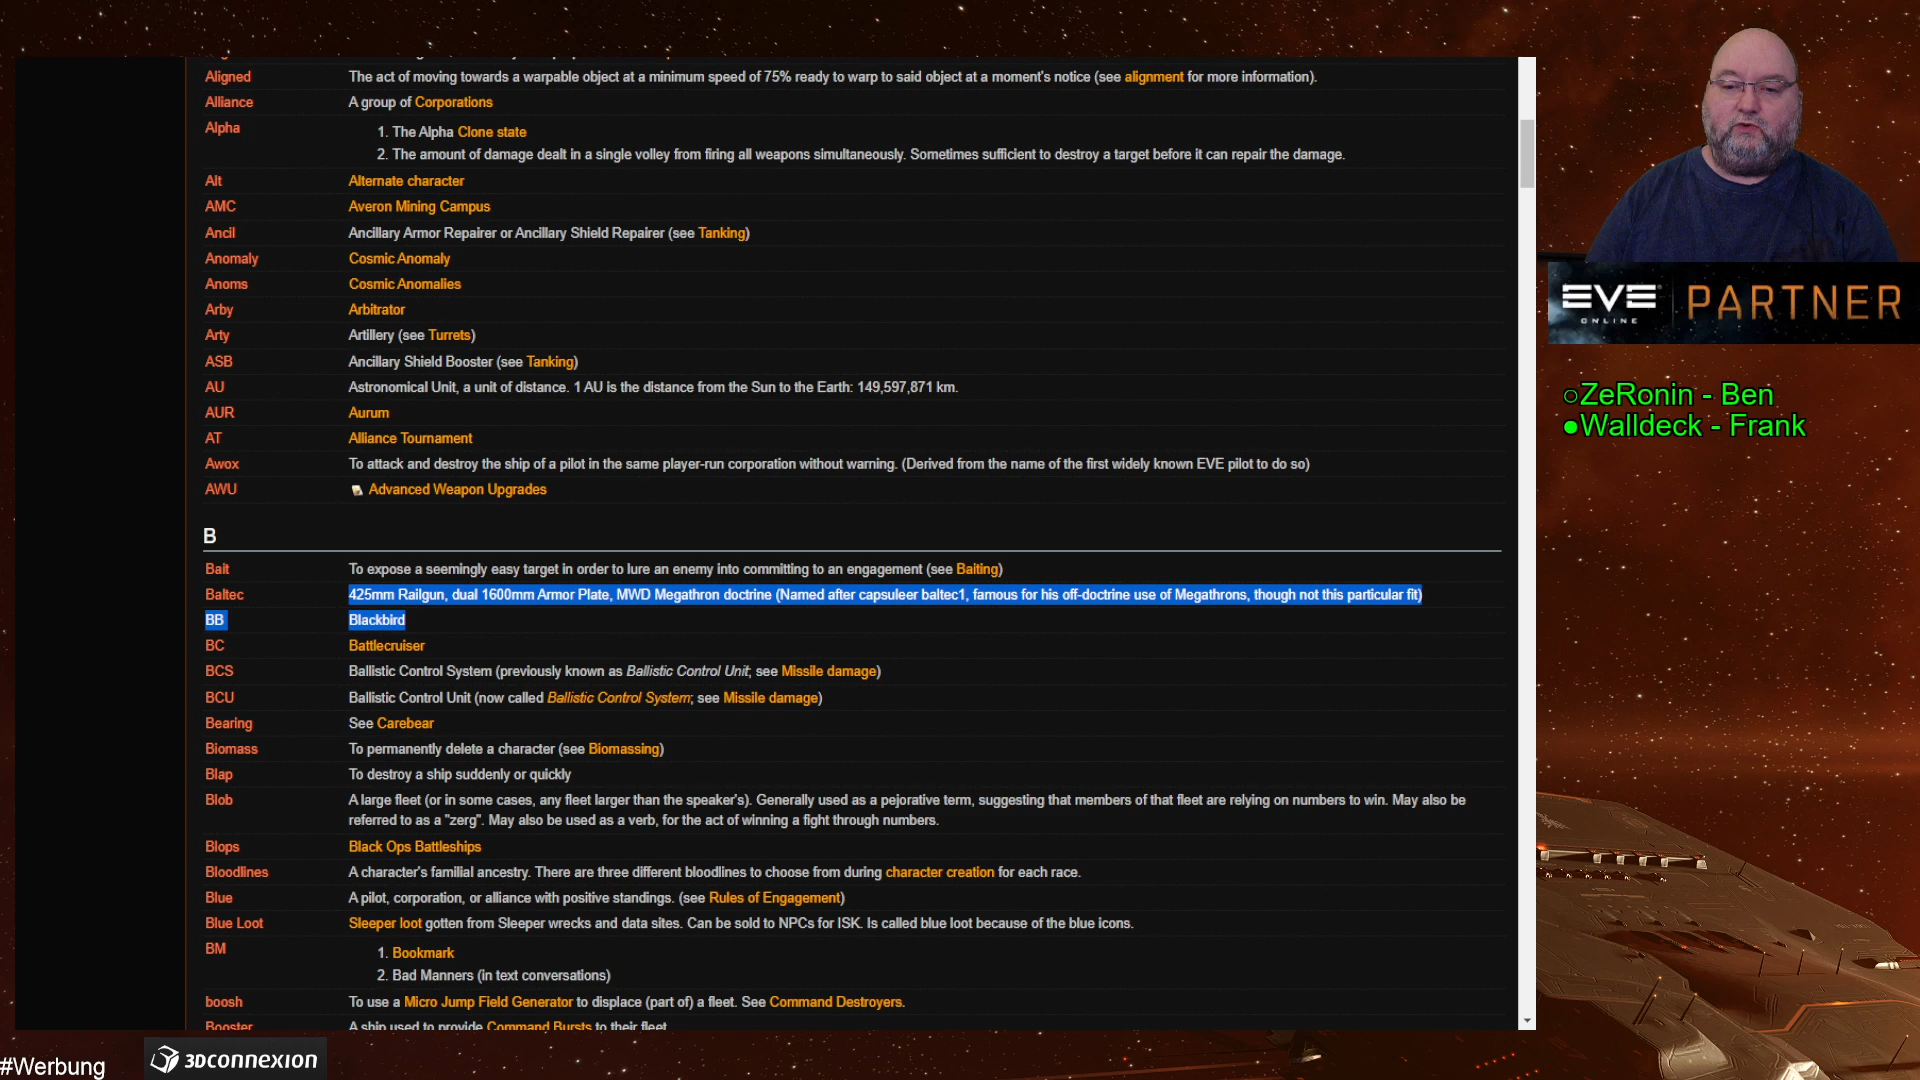 Aligned The act of moving towards a warpable object at a minimum speed of 75% ready to warp to said object at a moment's notice (see alignment for more information).
Alliance A group of Corporations
Alpha 1. The Alpha Clone state
2. The amount of damage dealt in a single volley from firing all weapons simultaneously. Sometimes sufficient to destroy a target before it can repair the damage.
Alt Alternate character
AMC Averon Mining Campus
Ancil Ancillary Armor Repairer or Ancillary Shield Repairer (see Tanking)
Anomaly Cosmic Anomaly
Anoms Cosmic Anomalies
Arby Arbitrator
Arty Artillery (see Turrets)
ASB Ancillary Shield Booster (see Tanking)
AU Astronomical Unit, a unit of distance. 1 AU is the distance from the Sun to the Earth: 149,597,871 km.
AUR Aurum
AT Alliance Tournament
Awox To attack and destroy the ship of a pilot in the same player-run corporation without warning. (Derived from the name of the first widely known EVE pilot to do so)
AWU Advanced Weapon Upgrades
B
Bait To expose a seemingly easy target in order to lure an enemy into committing to an engagement (see Baiting)
Baltec 425mm Railgun, dual 1600mm Armor Plate, MWD Megathron doctrine (Named after capsuleer baltec1, famous for his off-doctrine use of Megathrons, though not this particular fit)
BB Blackbird
BC Battlecruiser
BCS Ballistic Control System (previously known as Ballistic Control Unit; see Missile damage)
BCU Ballistic Control Unit (now called Ballistic Control System; see Missile damage)
Bearing See Carebear
Biomass To permanently delete a character (see Biomassing)
Blap To destroy a ship suddenly or quickly
Blob A large fleet (or in some cases, any fleet larger than the speaker's). Generally used as a pejorative term, suggesting that members of that fleet are relying on numbers to win. May also be
referred to as a "zerg". May also be used as a verb, for the act of winning a fight through numbers.
Blops Black Ops Battleships
Bloodlines A character's familial ancestry. There are three different bloodlines to choose from during character creation for each race.
Blue A pilot, corporation, or alliance with positive standings. (see Rules of Engagement)
Blue Loot Sleeper loot gotten from Sleeper wrecks and data sites. Can be sold to NPCs for ISK. Is called blue loot because of the blue icons.
BM 1. Bookmark
2. Bad Manners (in text conversations)
boosh To use a Micro Jump Field Generator to displace (part of) a fleet. See Command Destroyers.
Booster A ship used to provide Command Bursts to their fleet
EVE ONLINE PARTNER
○ZeRonin - Ben
●Walldeck - Frank
#Werbung 3Dconnexion